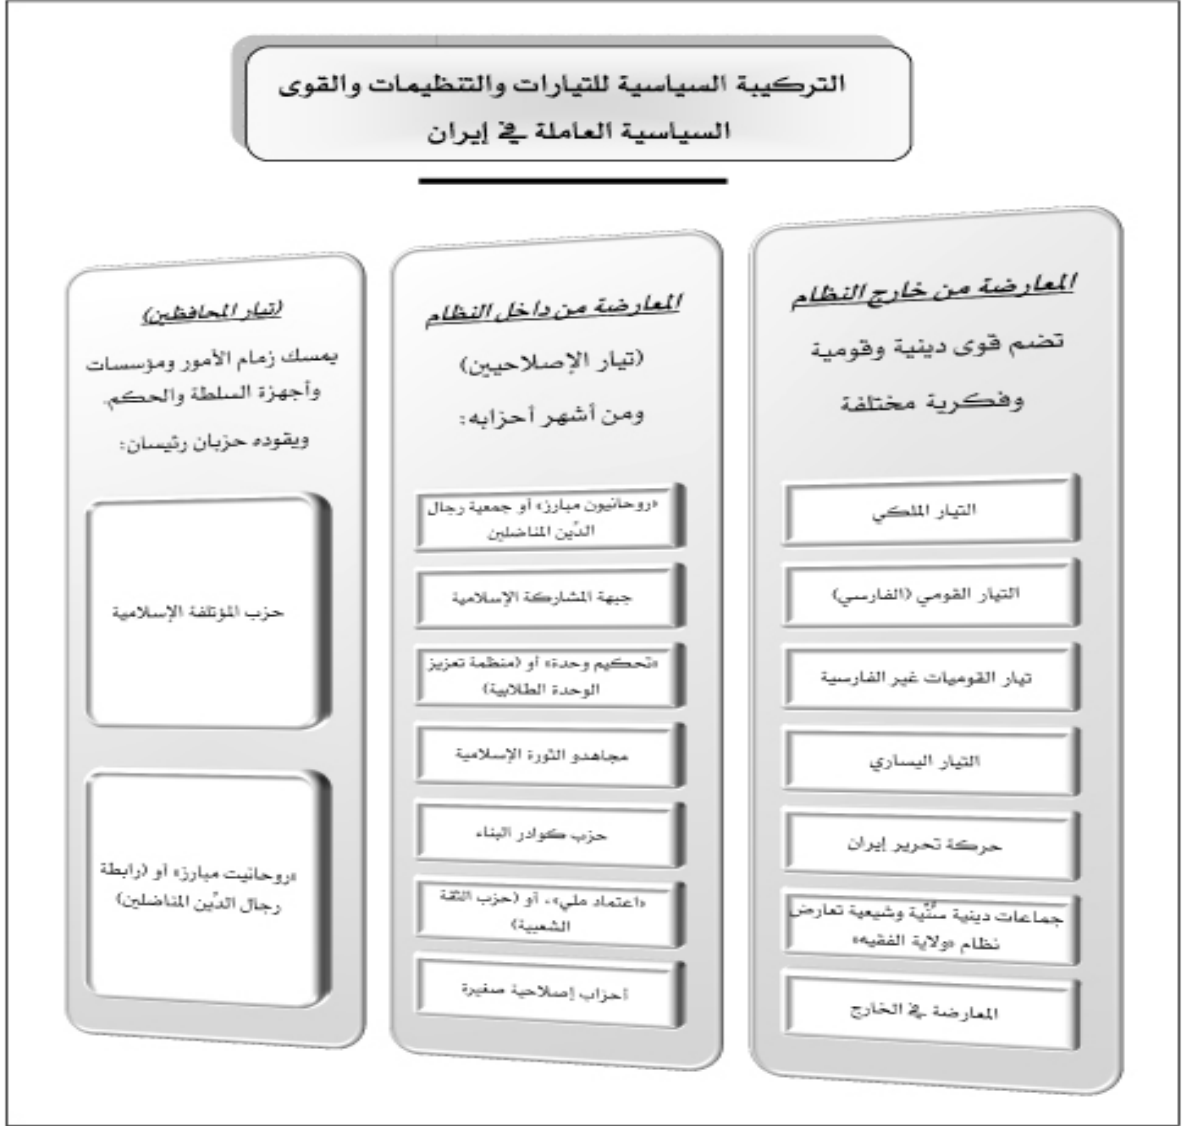 التركيبة السياسية للتيارات والتنظيمات والقوى
السياسية العاملة في إيران
المعارضة من خارج النظام
تضم قوى دينية وقومية
وفكرية مختلفة
التيار الملكي
التيار القومي (الفارسي)
تيار القوميات غير الفارسية
التيار اليساري
حركة تحرير إيران
جماعات دينية سنُّيّة وشيعية تعارض
نظام «ولاية الفقيه»
المعارضة في الخارج
المعارضة من داخل النظام
(تيار الإصلاحيين)
ومن أشهر أحزابه:
«روحانيون مبارز» أو جمعية رجال
الدِّين المناضلين
جبهة المشاركة الإسلامية
«تحكيم وحدة» أو (منظمة تعزيز
الوحدة الطلابية)
مجاهدو الثورة الإسلامية
حزب كوادر البناء
«اعتماد ملي»، أو (حزب الثقة
الشعبية)
أحزاب إصلاحية صغيرة
(تيار المحافظين)
يمسك زمام الأمور ومؤسسات
وأجهزة السلطة والحكم.
ويقوده حزبان رئيسان:
حزب المؤتلفة الإسلامية
«روحانيت مبارز» أو (رابطة
رجال الدِّين المناضلين)